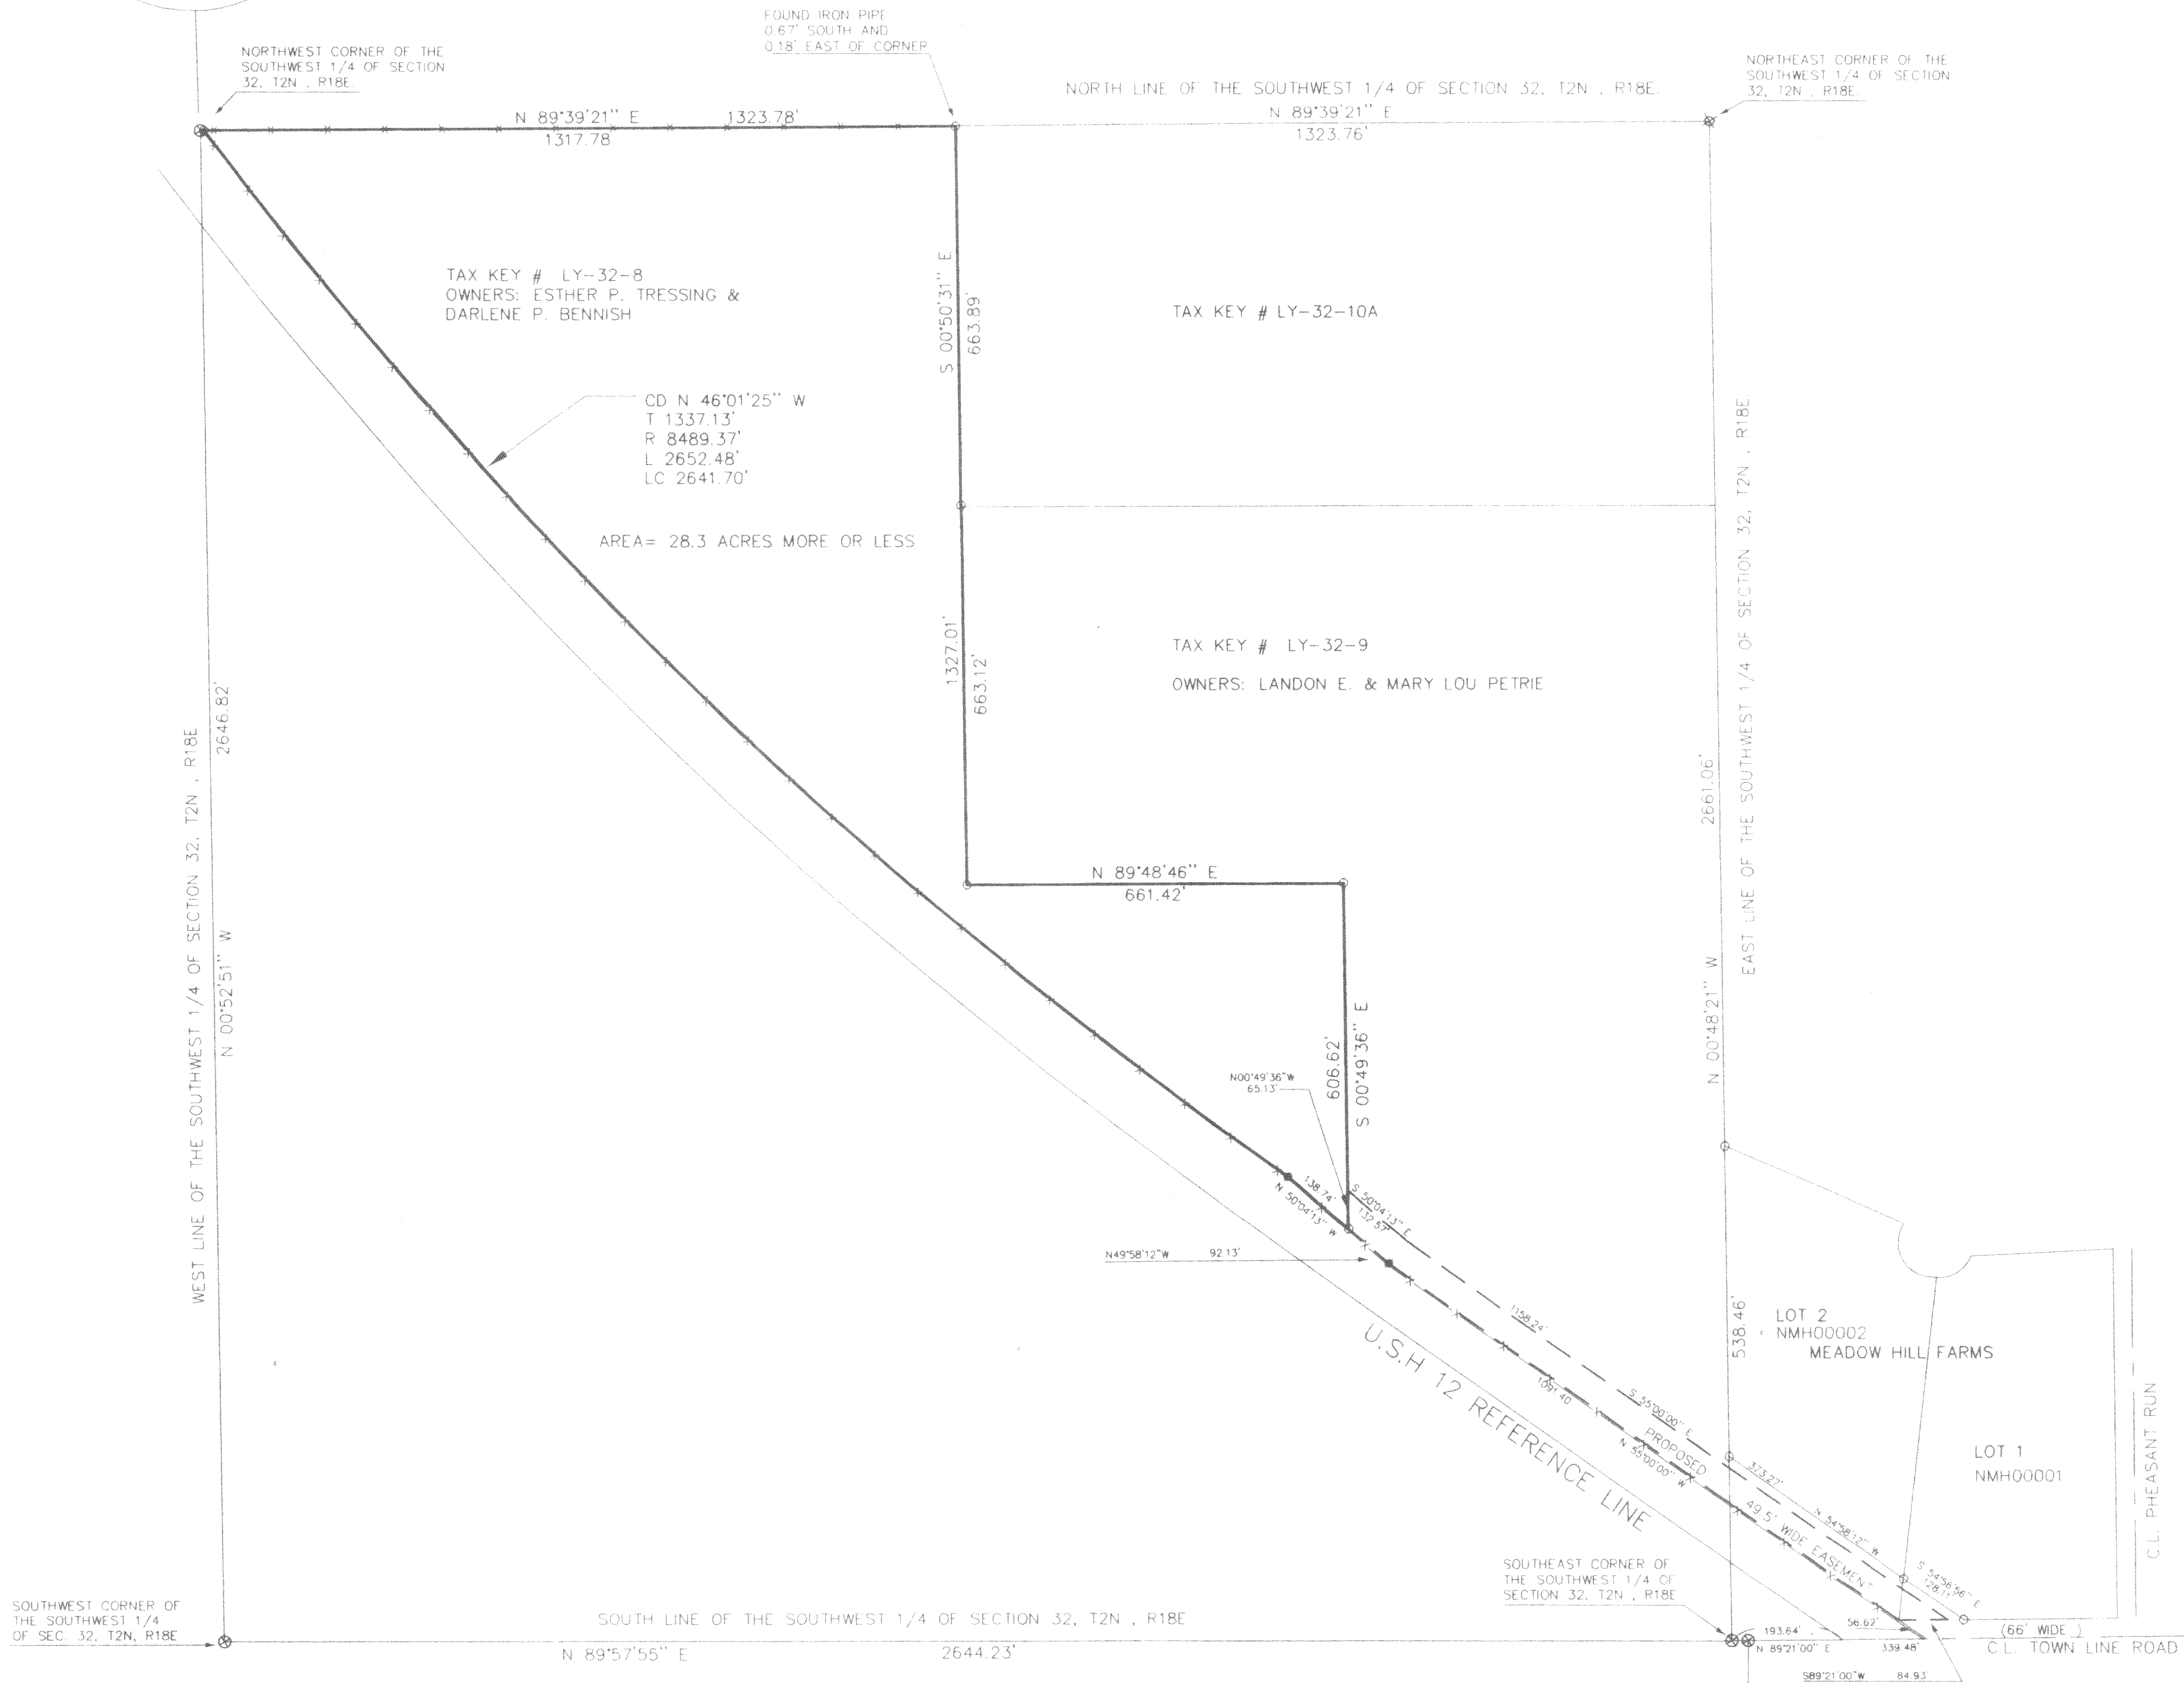 FOUND IRON PIPE
0.67' SOUTH AND
0.18' EAST OF CORNER
NORTHWEST CORNER OF THE
SOUTHWEST 1/4 OF SECTION
32, T2N , R18E.
NORTHEAST CORNER OF THE
SOUTHWEST 1/4 OF SECTION
32, T2N , R18E.
NORTH LINE OF THE SOUTHWEST 1/4 OF SECTION 32, T2N , R18E.
N 89°39'21'' E 1323.78'
1317.78
N 89°39'21'' E
1323.76'
TAX KEY # LY-32-8
OWNERS: ESTHER P. TRESSING &
DARLENE P. BENNISH
S 00°50'31'' E
663.89'
TAX KEY # LY-32-10A
CD N 46°01'25'' W
T 1337.13'
R 8489.37'
L 2652.48'
LC 2641.70'
AREA= 28.3 ACRES MORE OR LESS
1327.01'
663.12'
TAX KEY # LY-32-9
OWNERS: LANDON E. & MARY LOU PETRIE
WEST LINE OF THE SOUTHWEST 1/4 OF SECTION 32, T2N , R18E
N 00°52'51'' W
2646.82'
EAST LINE OF THE SOUTHWEST 1/4 OF SECTION 32, T2N , R18E
N 00°48'21'' W
2661.06'
N 89°48'46'' E
661.42'
606.62'
S 00°49'36'' E
N00°49'36"W
65.13'
138.74'
N 50°04'13'' W
S 50°04'13'' E
132.57'
N49°58'12"W 92.13'
1158.24'
S 55°00'00'' E
1091.40
N 55°00'00'' W
PROPOSED
49.5' WIDE EASEMENT
U.S.H 12 REFERENCE LINE
538.46'
LOT 2
NMH00002
MEADOW HILL FARMS
LOT 1
NMH00001
C.L. PHEASANT RUN
373.27'
N 54°58'12'' W
S 54°56'56'' E
128.11'
SOUTHEAST CORNER OF
THE SOUTHWEST 1/4 OF
SECTION 32, T2N , R18E
SOUTHWEST CORNER OF
THE SOUTHWEST 1/4
OF SEC. 32, T2N, R18E
SOUTH LINE OF THE SOUTHWEST 1/4 OF SECTION 32, T2N , R18E
N 89°57'55'' E 2644.23'
193.64'
56.62'
N 89°21'00'' E 339.48'
(66' WIDE )
C.L. TOWN LINE ROAD
S89°21'00"W 84.93'